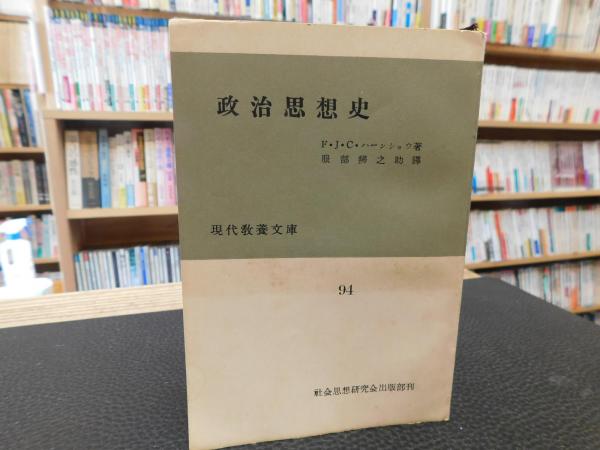 政治思想史
F・J・C・ハーンショウ著
服部辨之助譯
現代教養文庫
94
社会思想研究会出版部刊